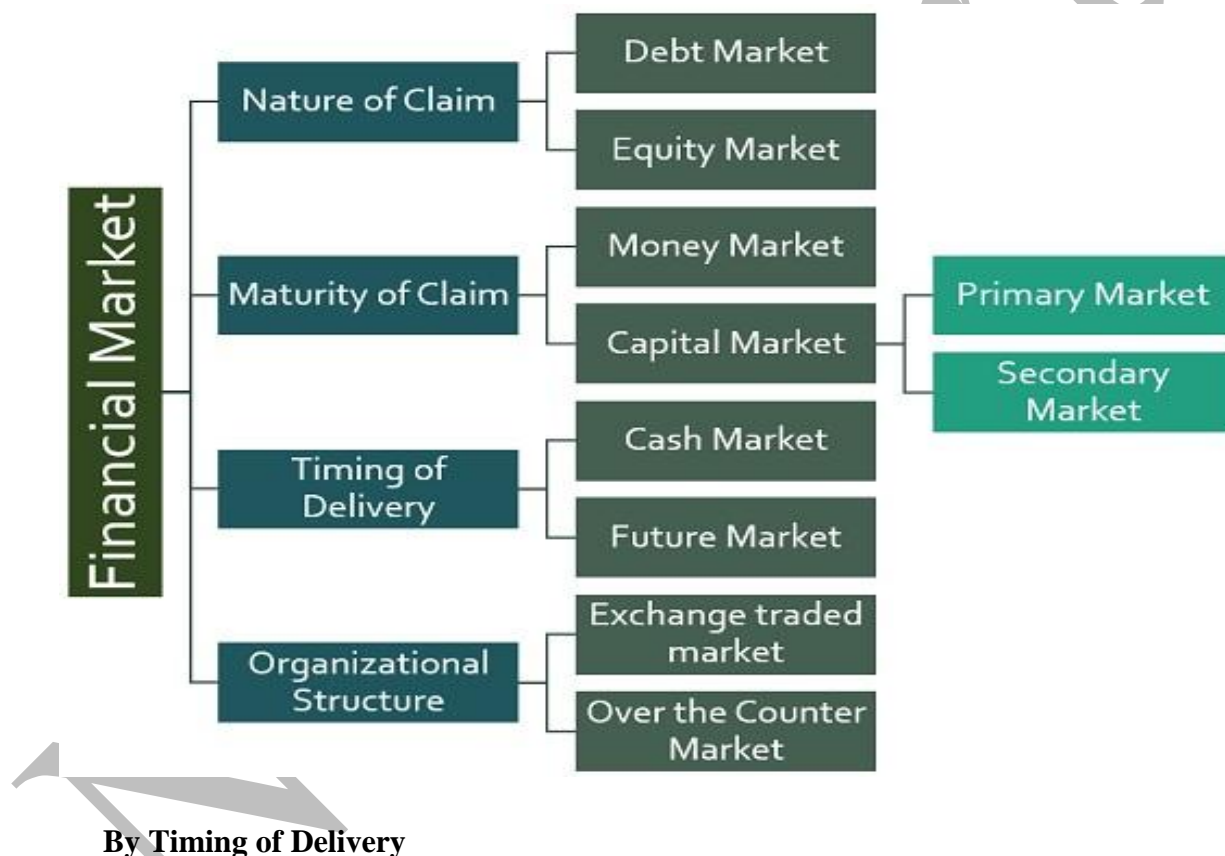 Financial Market
Nature of Claim
Debt Market
Equity Market
Maturity of Claim
Money Market
Capital Market
Primary Market
Secondary
Market
Timing of
Delivery
Cash Market
Future Market
Organizational
Structure
Exchange traded
market
Over the Counter
Market
By Timing of Delivery